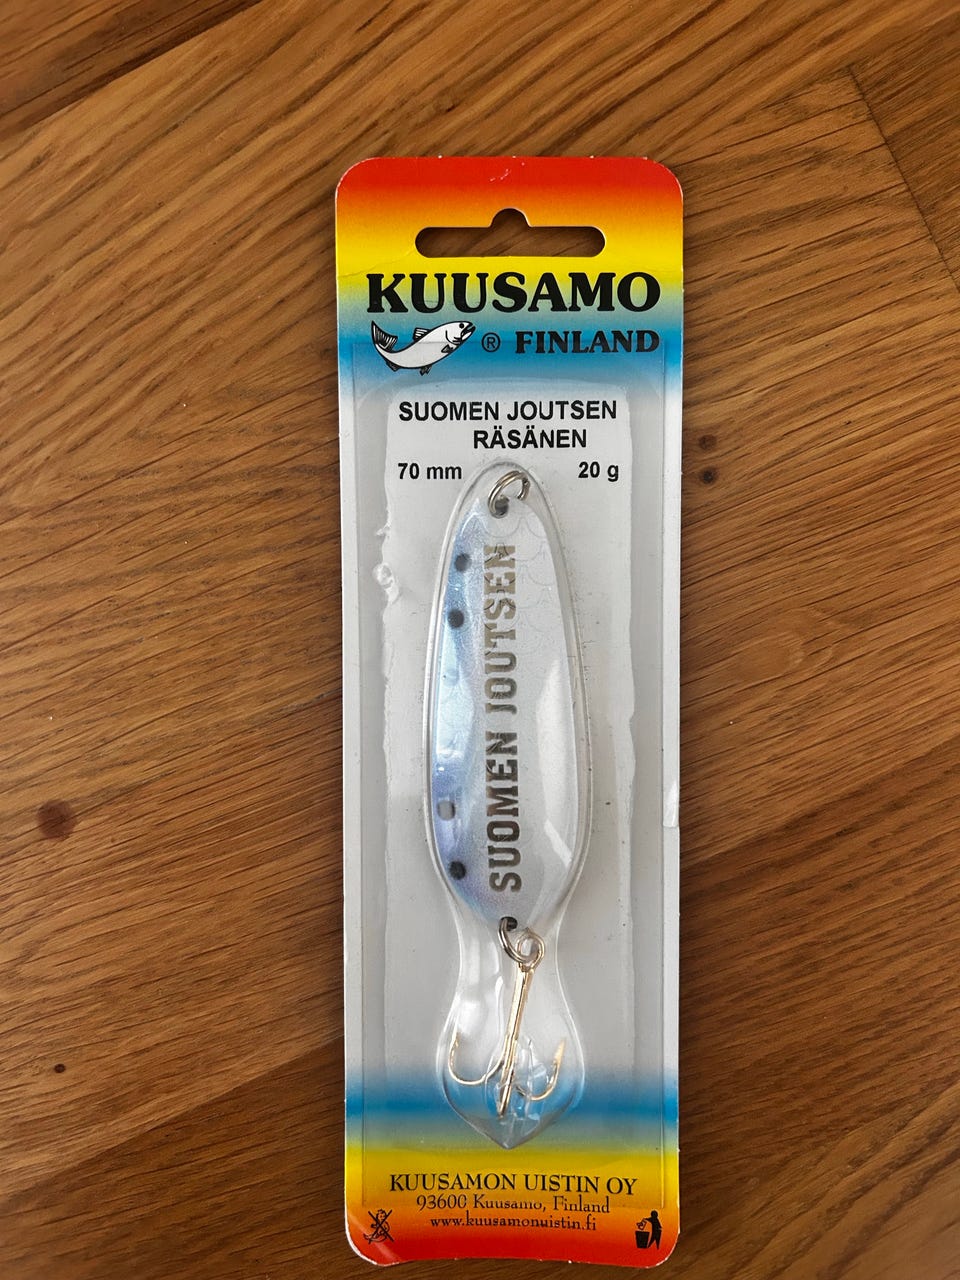 KUUSAMO
® FINLAND
SUOMEN JOUTSEN
RÄSÄNEN
70 mm 20 g
SUOMEN JOUTSEN
KUUSAMON UISTIN OY
93600 Kuusamo, Finland
www.kuusamonuistin.fi